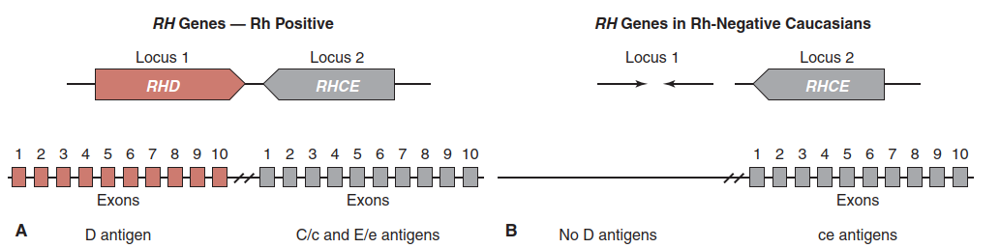 RH Genes — Rh Positive
Locus 1
Locus 2
RHD
RHCE
1 2 3 4 5 6 7 8 9 10
1 2 3 4 5 6 7 8 9 10
Exons
Exons
A
D antigen
C/c and E/e antigens
RH Genes in Rh-Negative Caucasians
Locus 1
Locus 2
RHCE
1 2 3 4 5 6 7 8 9 10
Exons
B
No D antigens
ce antigens